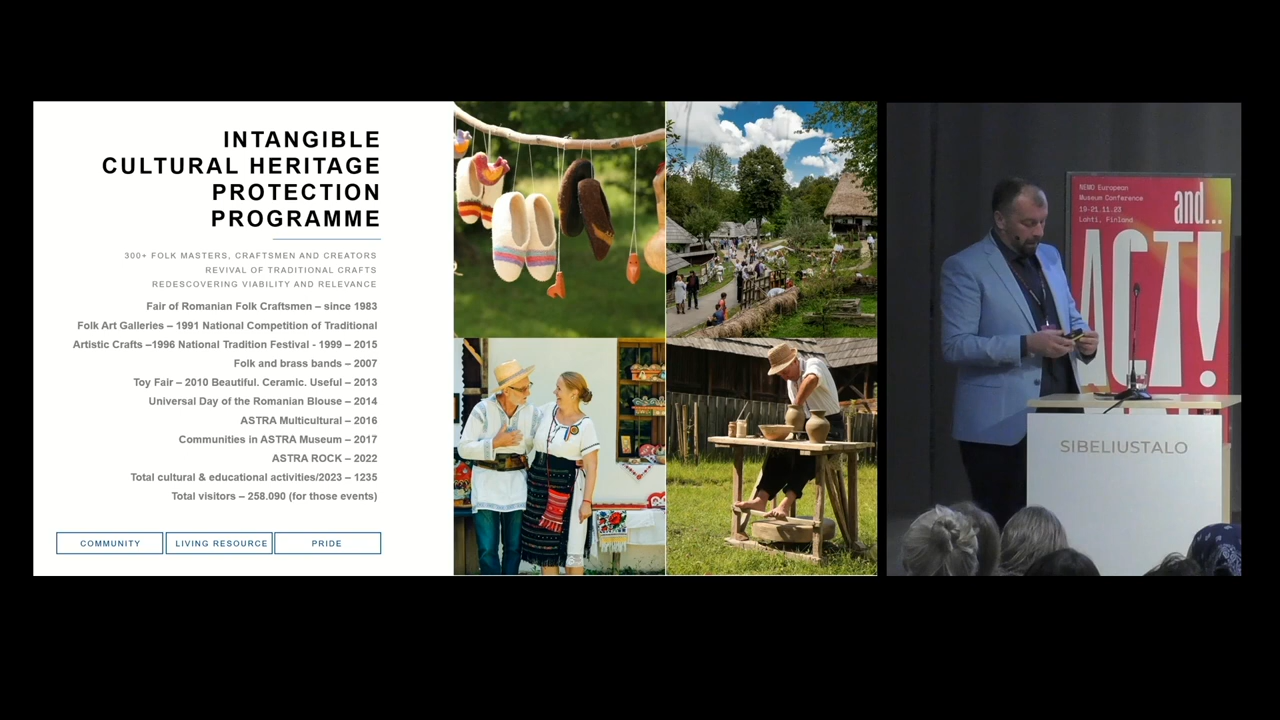 INTANGIBLE
CULTURAL HERITAGE
PROTECTION
PROGRAMME
300+ FOLK MASTERS, CRAFTSMEN AND CREATORS
REVIVAL OF TRADITIONAL CRAFTS
REDESCOVERING VIABILITY AND RELEVANCE
Fair of Romanian Folk Craftsmen – since 1983
Folk Art Galleries – 1991 National Competition of Traditional
Artistic Crafts –1996 National Tradition Festival - 1999 – 2015
Folk and brass bands – 2007
Toy Fair – 2010 Beautiful. Ceramic. Useful – 2013
Universal Day of the Romanian Blouse – 2014
ASTRA Multicultural – 2016
Communities in ASTRA Museum – 2017
ASTRA ROCK – 2022
Total cultural & educational activities/2023 – 1235
Total visitors – 258.090 (for those events)
COMMUNITY
LIVING RESOURCE
PRIDE
NEMO European
Museum Conference
19-21.11.23
Lahti, Finland
and...
ACT!
SIBELIUSTALO